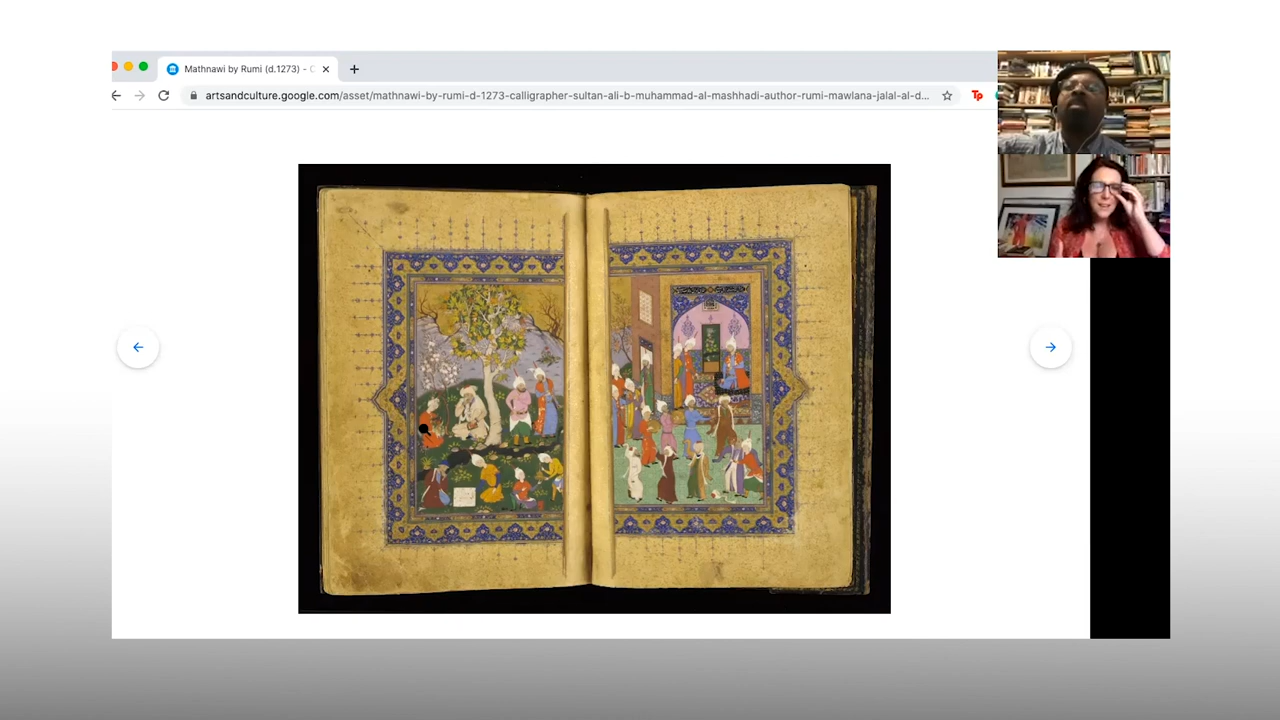 Mathnawi by Rumi (d.1273) - C
artsandculture.google.com/asset/mathnawi-by-rumi-d-1273-calligrapher-sultan-ali-b-muhammad-al-mashhadi-author-rumi-mawlana-jalal-al-d...
Tp